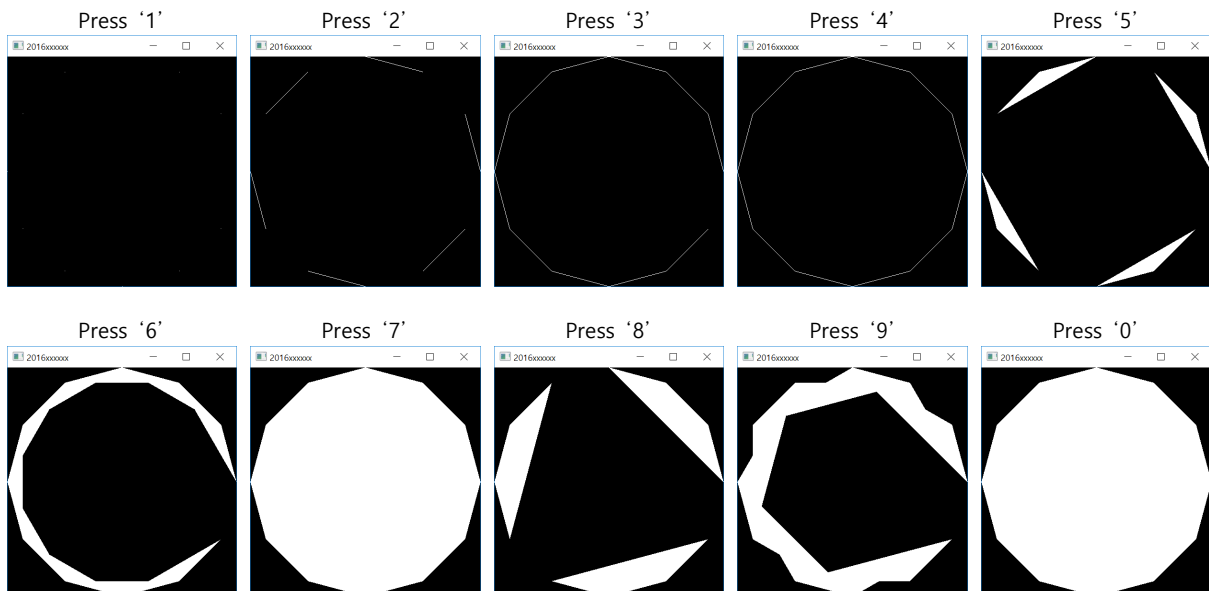 Press ‘1’
Press ‘2’
Press ‘3’
Press ‘4’
Press ‘5’
2016xxxxxx
2016xxxxxx
2016xxxxxx
2016xxxxxx
2016xxxxxx
Press ‘6’
Press ‘7’
Press ‘8’
Press ‘9’
Press ‘0’
2016xxxxxx
2016xxxxxx
2016xxxxxx
2016xxxxxx
2016xxxxxx